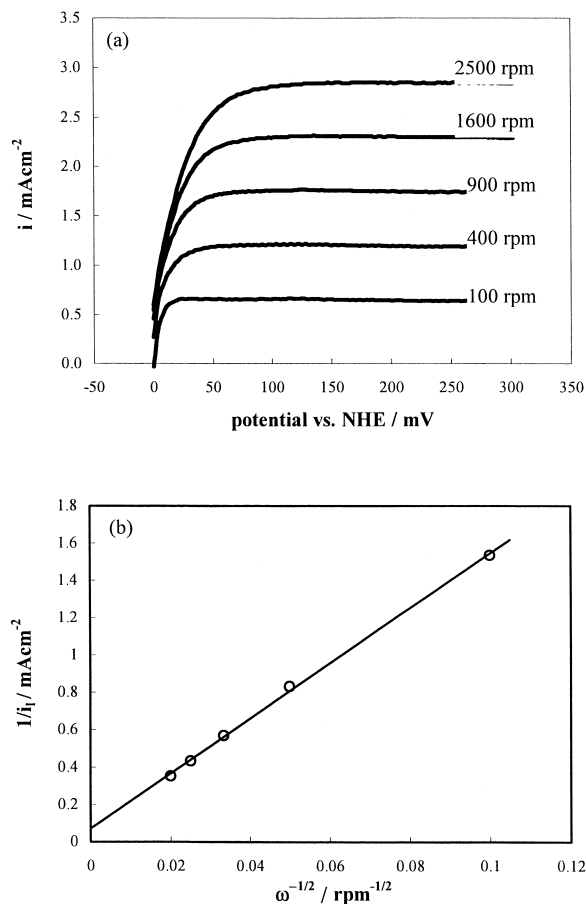 (a)
i / mAcm⁻²
3.5
3.0
2.5
2.0
1.5
1.0
0.5
0.0
2500 rpm
1600 rpm
900 rpm
400 rpm
100 rpm
-50 0 50 100 150 200 250 300 350
potential vs. NHE / mV
(b)
1/iₗ / mAcm⁻²
1.8
1.6
1.4
1.2
1
0.8
0.6
0.4
0.2
0
0 0.02 0.04 0.06 0.08 0.1 0.12
ω⁻¹/² / rpm⁻¹/²